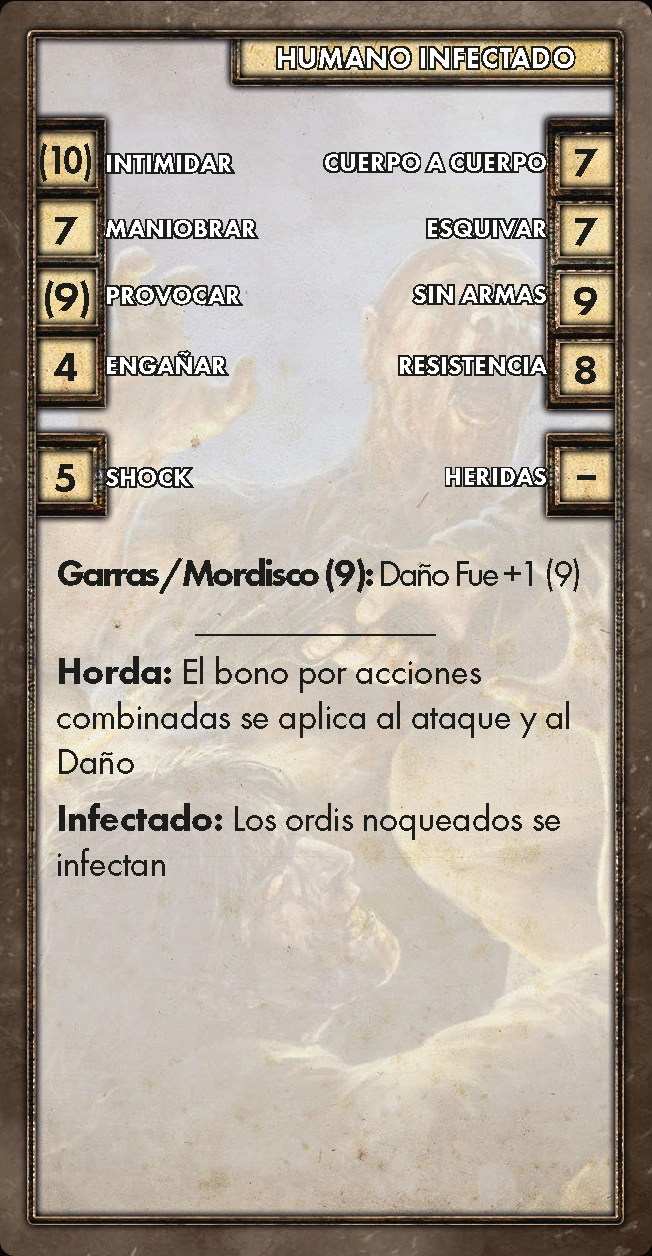 HUMANO INFECTADO
(10) INTIMIDAR CUERPO A CUERPO 7
7 MANIOBRAR ESQUIVAR 7
(9) PROVOCAR SIN ARMAS 9
4 ENGAÑAR RESISTENCIA 8
5 SHOCK HERIDAS –
Garras/Mordisco (9): Daño Fue +1 (9)
Horda: El bono por acciones
combinadas se aplica al ataque y al
Daño
Infectado: Los ordis noqueados se
infectan